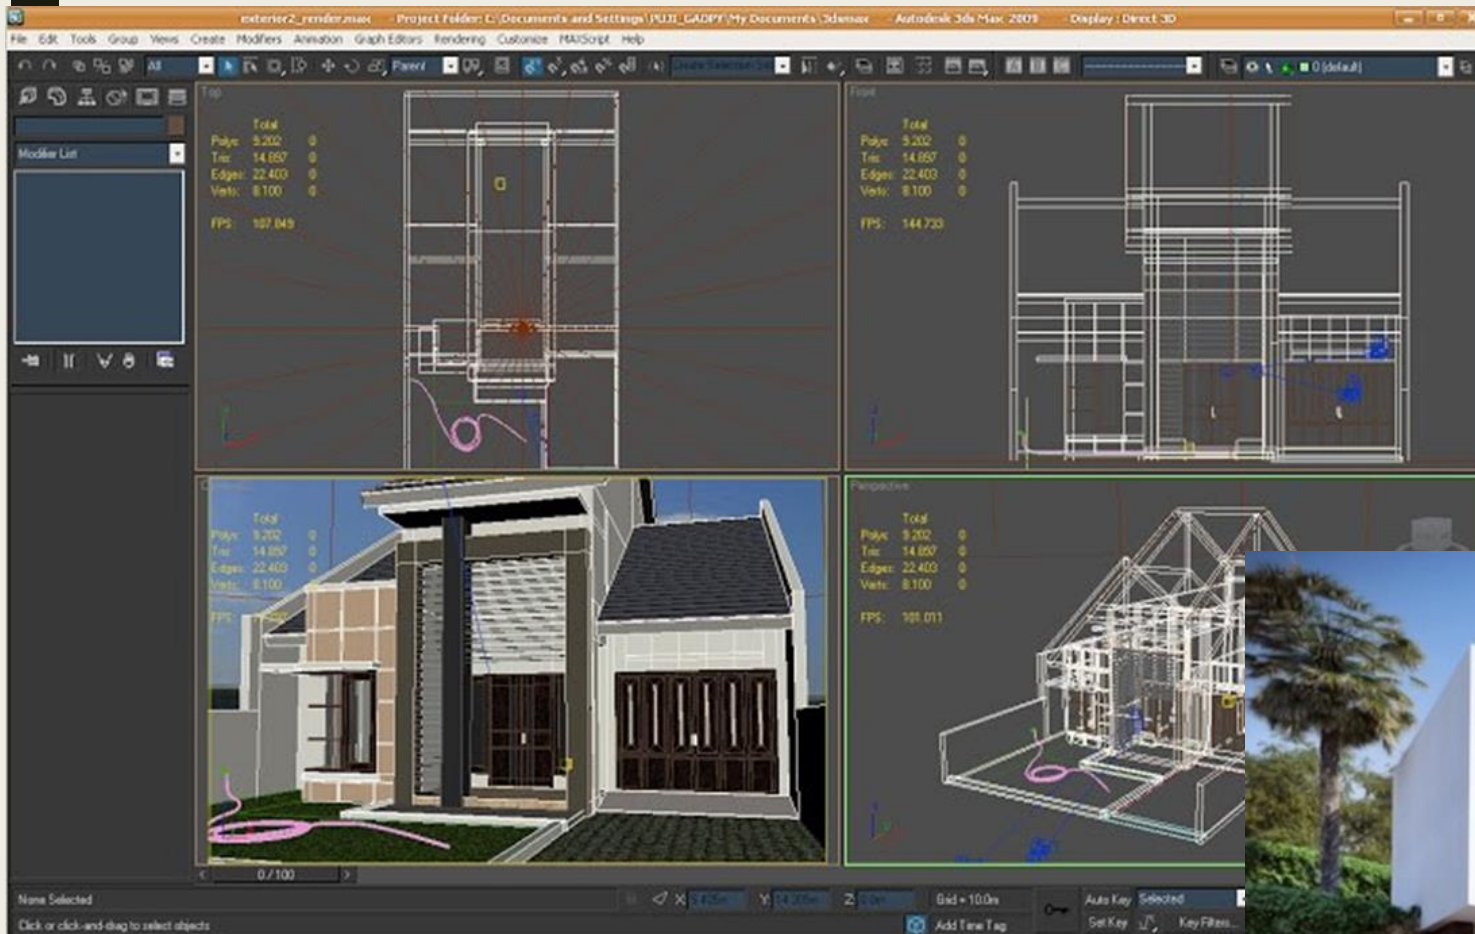 exterior2_render.max - Project Folder: C:\Documents and Settings\PUJI_GADPY\My Documents\3dsmax - Autodesk 3ds Max 2009 - Display : Direct 3D
File Edit Tools Group Views Create Modifiers Animation Graph Editors Rendering Customize MAXScript Help
All Parent 0 (default)
Modifier List
Top
Total
Polys: 9.202 0
Tris: 14.897 0
Edges: 22.403 0
Verts: 8.100 0
FPS: 107.849
Front
Total
Polys: 9.202 0
Tris: 14.897 0
Edges: 22.403 0
Verts: 8.100 0
FPS: 144.733
Total
Polys: 9.202 0
Tris: 14.897 0
Edges: 22.403 0
Verts: 8.100 0
FPS:
Perspective
Total
Polys: 9.202 0
Tris: 14.897 0
Edges: 22.403 0
Verts: 8.100 0
FPS: 101.011
0 / 100
None Selected
X: Y: Z: Grid = 10.0m Auto Key Selected
Click or click-and-drag to select objects
Add Time Tag Set Key Key Filters...